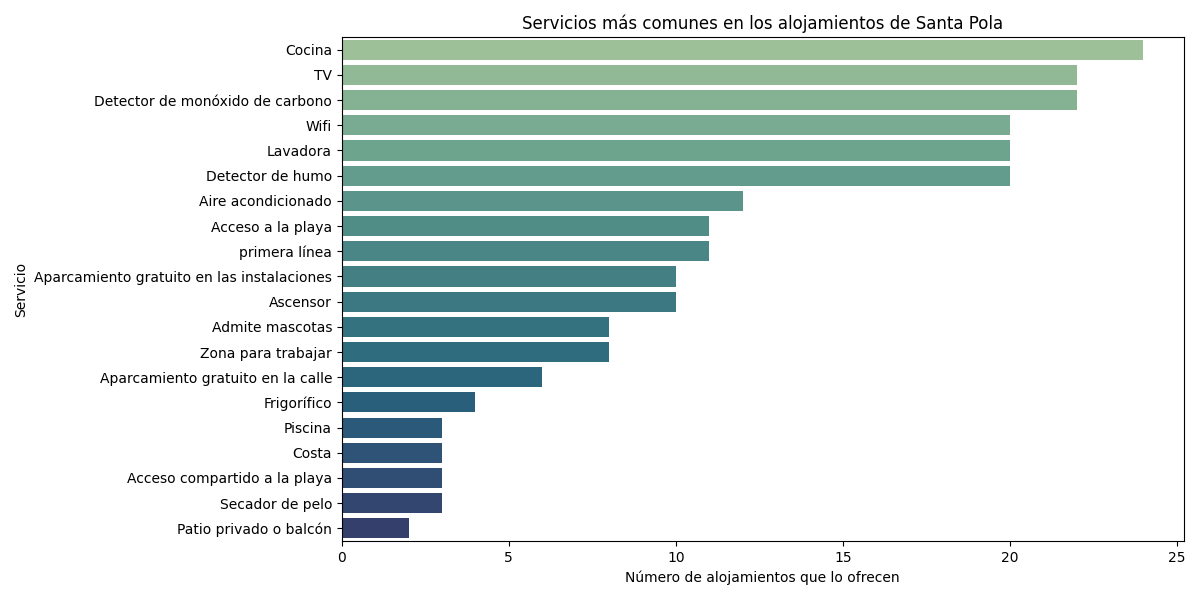 Servicios más comunes en los alojamientos de Santa Pola
Servicio
Cocina
TV
Detector de monóxido de carbono
Wifi
Lavadora
Detector de humo
Aire acondicionado
Acceso a la playa
primera línea
Aparcamiento gratuito en las instalaciones
Ascensor
Admite mascotas
Zona para trabajar
Aparcamiento gratuito en la calle
Frigorífico
Piscina
Costa
Acceso compartido a la playa
Secador de pelo
Patio privado o balcón
0 5 10 15 20 25
Número de alojamientos que lo ofrecen